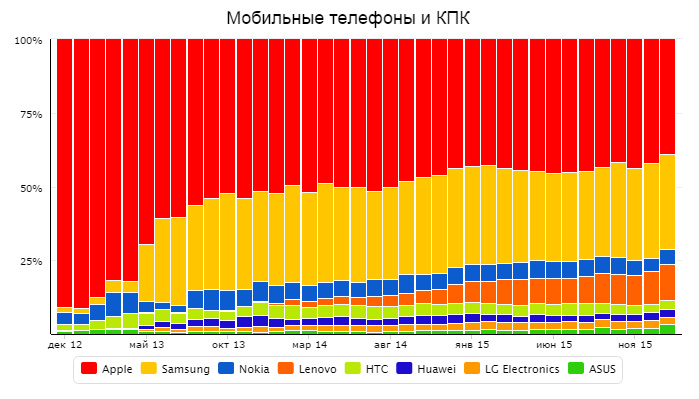 Мобильные телефоны и КПК
100%
75%
50%
25%
дек 12 май 13 окт 13 мар 14 авг 14 янв 15 июн 15 ноя 15
Apple Samsung Nokia Lenovo HTC Huawei LG Electronics ASUS